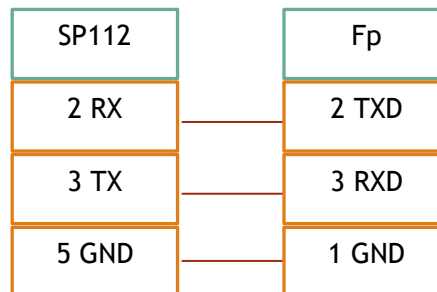 SP112 Fp
2 RX 2 TXD
3 TX 3 RXD
5 GND 1 GND